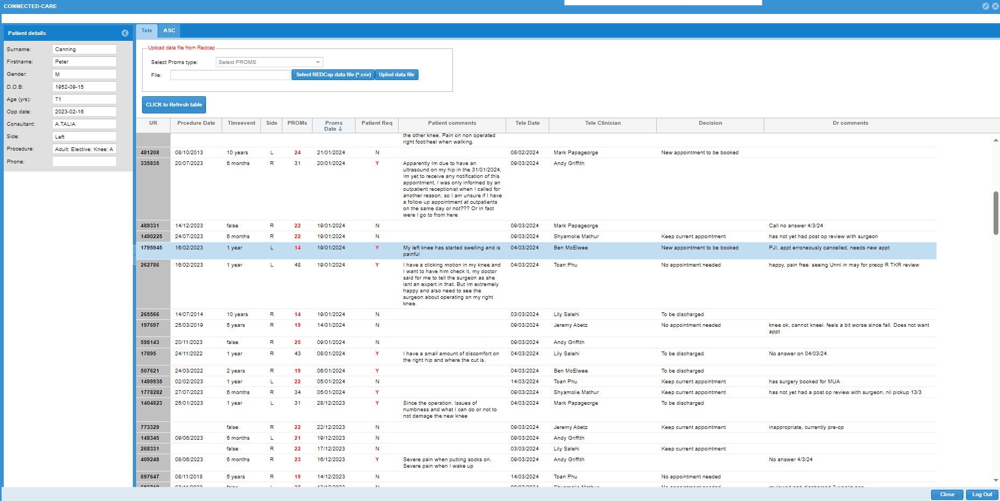 CONNECTED-CARE
Patient details
Surname: Canning
Firstname: Peter
Gender: M
D.O.B: 1952-09-15
Age (yrs): 71
Opp date: 2023-02-16
Consultant: A.TALIA
Side: Left
Procedure: Adult: Elective: Knee: A
Phone:
Tele ASC
Upload data file from Redcap
Select Proms type: Select PROMS
File: Select REDCap data file (*.csv) Uplod data file
CLICK to Refresh table
UR Prcedure Date Timeevent Side PROMs Proms Date Patient Req Patient comments Tele Date Tele Clinician Decision Dr comments
the other knee. Pain on non operated
right foot/heel when walking.
481208 08/10/2013 10 years L 24 21/01/2024 N 08/02/2024 Mark Papageorge New appointment to be booked
335835 20/07/2023 6 months R 31 20/01/2024 Y Apparently Im due to have an 09/03/2024 Andy Griffith
ultrasound on my hip in the 31/01/2024,
Im yet to receive any notification of this
appointment, I was only informed by an
outpatient receptionist when I called for
another reason, so I am unsure if I have
a follow up appointment at outpatients
on the same day or not??? Or in fact
were I go to from here
489331 14/12/2023 false R 22 19/01/2024 N 09/03/2024 Mark Papageorge Call no answer 4/3/24
1490225 24/07/2023 6 months R 22 19/01/2024 N 09/03/2024 Shyamolie Mathur Keep current appointment has not yet had post op review with surgeon
1795945 16/02/2023 1 year L 14 19/01/2024 Y My left knee has started swelling and is 04/03/2024 Ben McElwee New appointment to be booked PJI, appt erroneously cancelled, needs new appt
painful
262786 16/02/2023 1 year L 48 19/01/2024 Y I have a clicking motion in my knee and 04/03/2024 Toan Phu No appointment needed happy, pain free. seeing Unni in may for preop R TKR review
I want to have him check it, my doctor
said for me to tell the surgeon as she
isnt an expert in that. But Im extremely
happy and also need to see the
surgeon about operating on my right
knee.
265566 14/07/2014 10 years R 14 19/01/2024 N 03/03/2024 Lily Salehi To be discharged
197697 25/03/2019 5 years R 19 14/01/2024 N 09/03/2024 Jeremy Abetz No appointment needed knee ok, cannot kneel. feels a bit worse since fall. Does not want
appt
598143 20/11/2023 false R 25 09/01/2024 N 09/03/2024 Andy Griffith
17895 24/11/2022 1 year R 43 08/01/2024 Y I have a small amount of discomfort on 04/03/2024 Lily Salehi To be discharged No answer on 04/03/24
the right hip and where the cut is.
507621 24/03/2022 2 years R 19 06/01/2024 Y 04/03/2024 Ben McElwee To be discharged
1499935 02/02/2023 1 year L 22 05/01/2024 N 14/03/2024 Toan Phu Keep current appointment has surgery booked for MUA
1778282 27/07/2023 6 months R 34 05/01/2024 Y 09/03/2024 Shyamolie Mathur Keep current appointment has not yet had a post op review with surgeon, nil pickup 13/3
1404823 25/01/2023 1 year L 31 28/12/2023 Y Since the operation. Issues of 04/03/2024 Mark Papageorge To be discharged
numbness and what I can do or not to
not damage the new knee
773329 false R 22 22/12/2023 N 09/03/2024 Jeremy Abetz Keep current appointment inappropriate, currently pre-op
148345 09/06/2023 6 months L 21 19/12/2023 N 09/03/2024 Andy Griffith
268331 false R 22 17/12/2023 N 03/03/2024 Lily Salehi Keep current appointment
409248 08/06/2023 6 months R 23 16/12/2023 Y Severe pain when putting socks on. 09/03/2024 Andy Griffith No answer 4/3/24
Severe pain when I wake up
697647 08/11/2018 5 years R 19 14/12/2023 N 14/03/2024 Toan Phu No appointment needed
Close Log Out